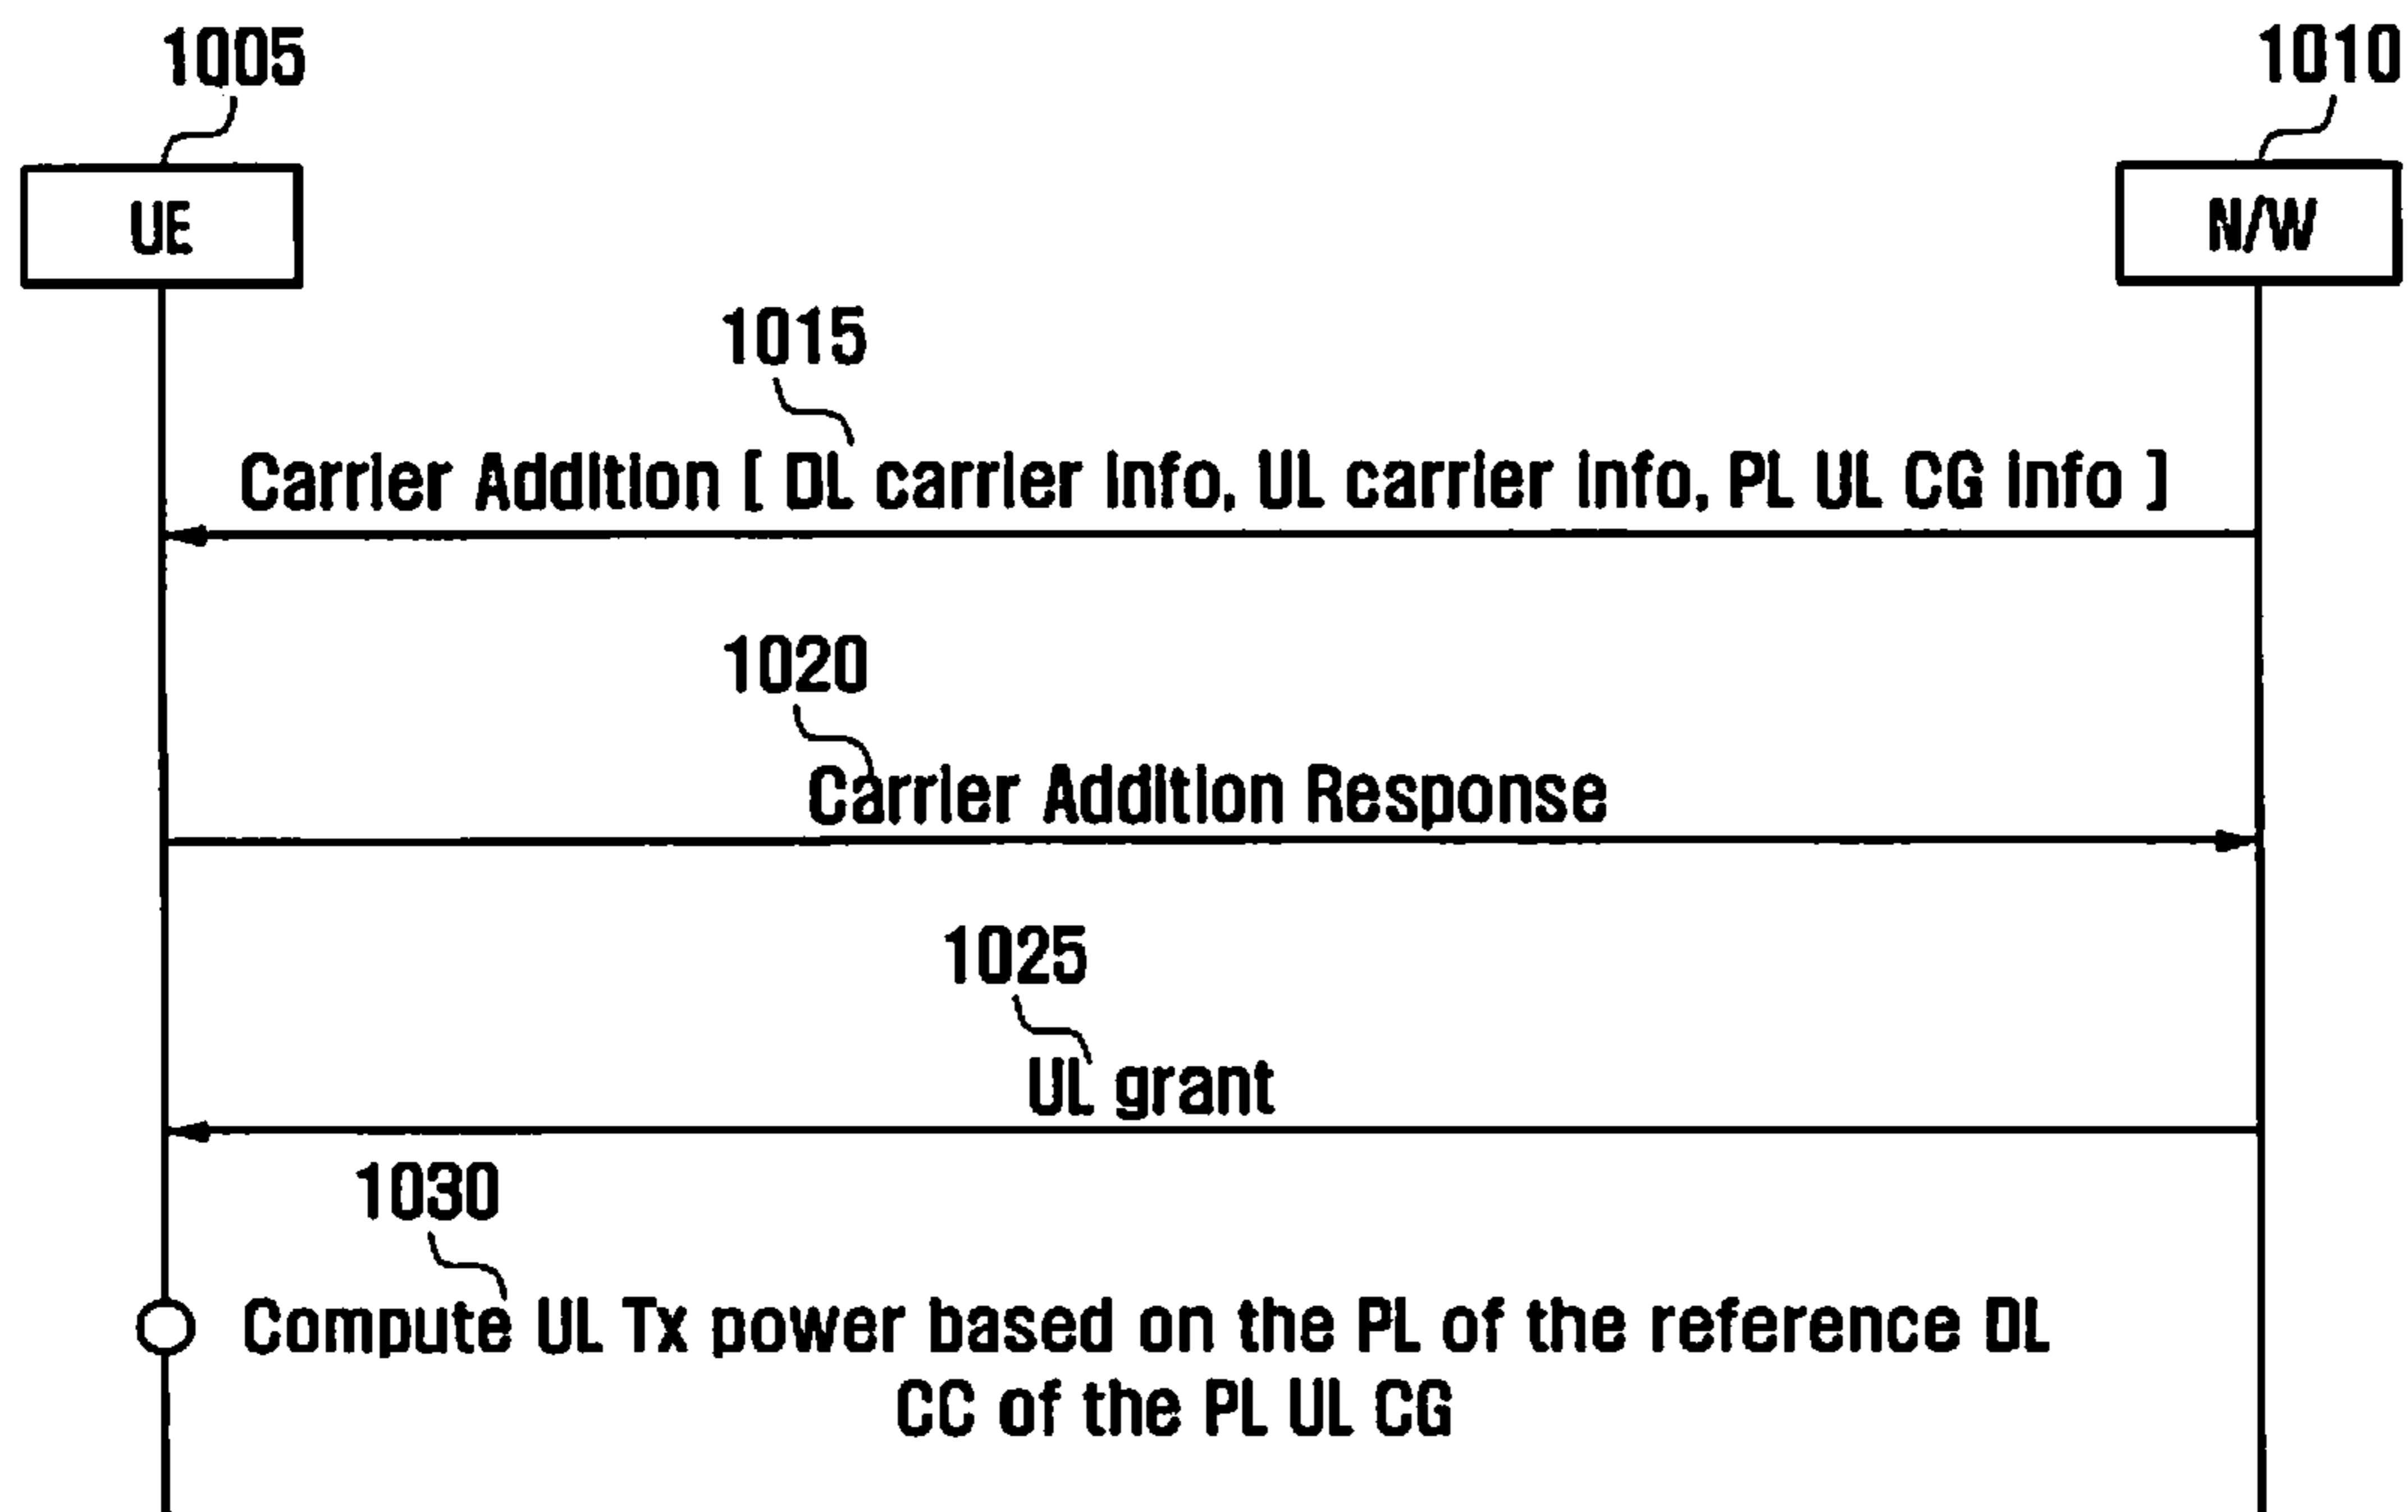 1005
1010
UE
N/W
1015
Carrier Addition [ DL carrier info, UL carrier info, PL UL CG info ]
1020
Carrier Addition Response
1025
UL grant
1030
Compute UL Tx power based on the PL of the reference DL
CC of the PL UL CG